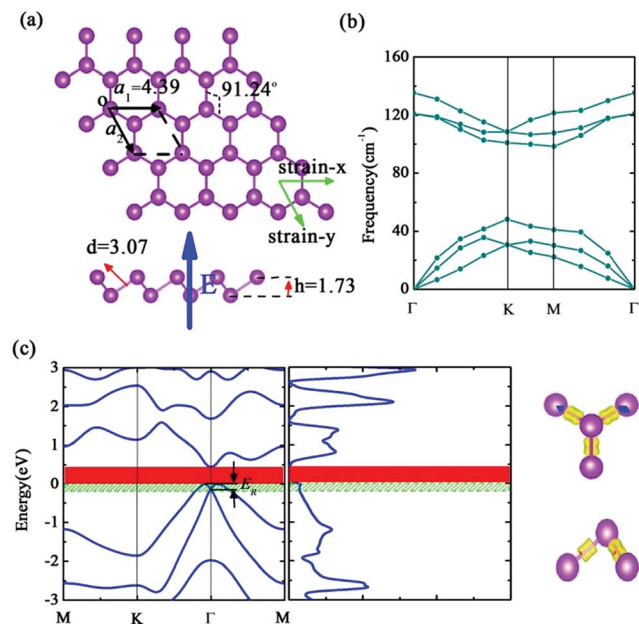 (a)
a1=4.39
91.24°
o
a2
strain-x
strain-y
d=3.07
E
h=1.73
(b)
160
120
80
40
0
Frequency(cm-1)
Γ K M Γ
(c)
3
2
1
0
-1
-2
-3
Energy(eV)
ER
M K Γ M